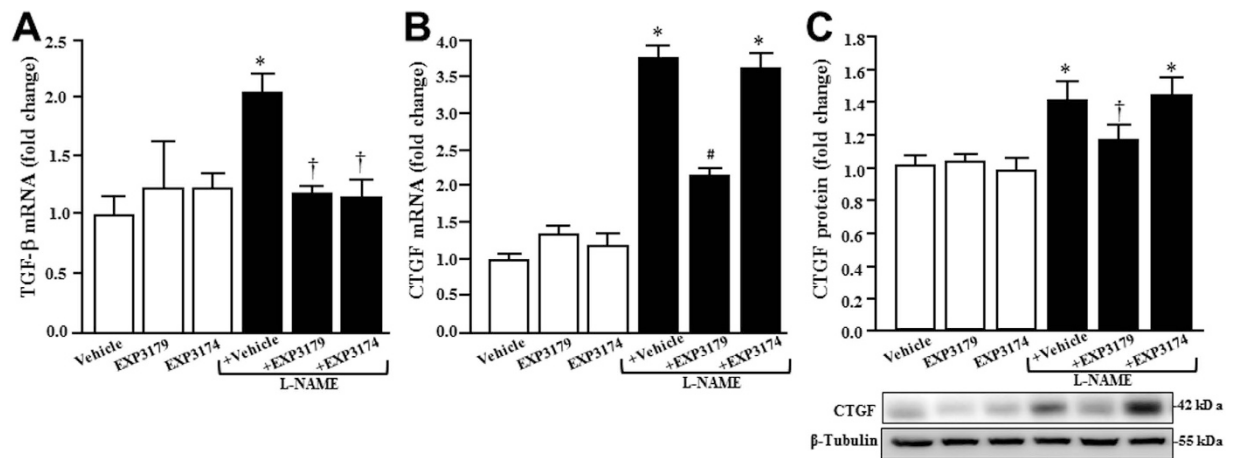 A
TGF-β mRNA (fold change)
2.5
2.0
1.5
1.0
0.5
0.0
*
†
†
Vehicle
EXP3179
EXP3174
+Vehicle
+EXP3179
+EXP3174
L-NAME
B
CTGF mRNA (fold change)
4.0
3.5
3.0
2.5
2.0
1.5
1.0
0.5
0.0
*
#
*
Vehicle
EXP3179
EXP3174
+Vehicle
+EXP3179
+EXP3174
L-NAME
C
CTGF protein (fold change)
1.8
1.6
1.4
1.2
1.0
0.8
0.6
0.4
0.2
0.0
*
†
*
Vehicle
EXP3179
EXP3174
+Vehicle
+EXP3179
+EXP3174
L-NAME
CTGF
42 kDa
β-Tubulin
55 kDa